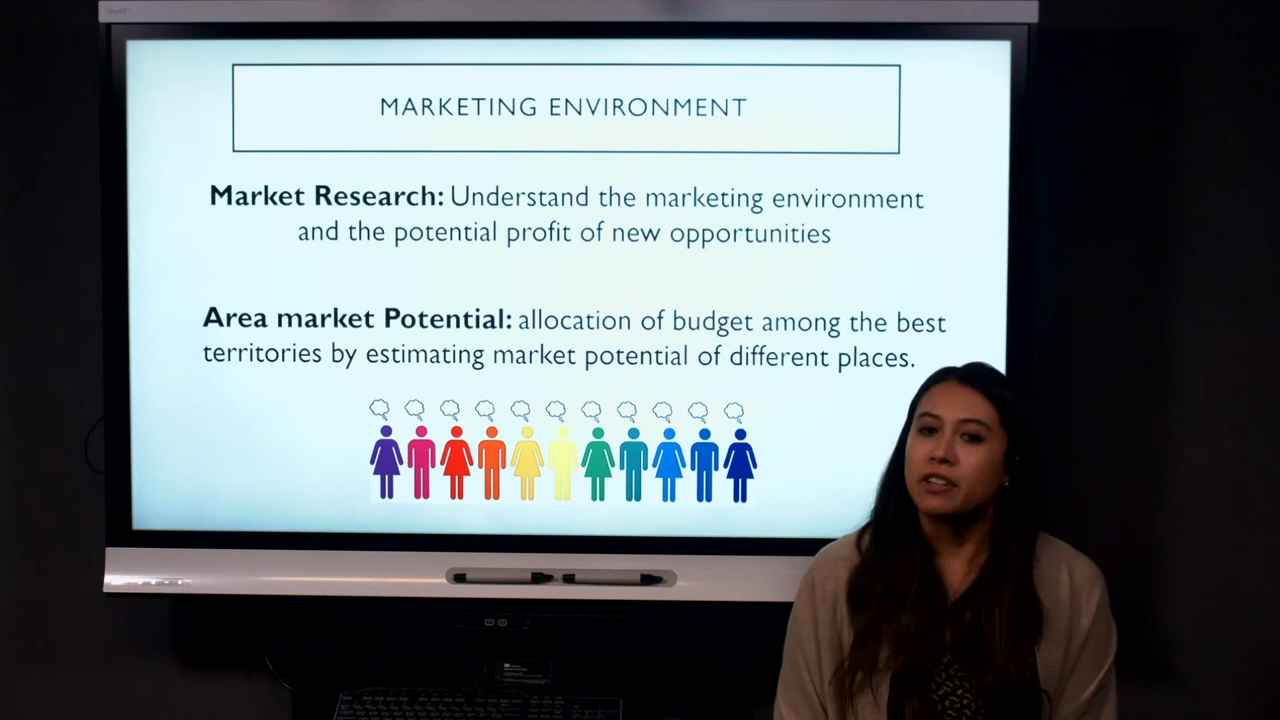 MARKETING ENVIRONMENT
Market Research: Understand the marketing environment
and the potential profit of new opportunities
Area market Potential: allocation of budget among the best
territories by estimating market potential of different places.